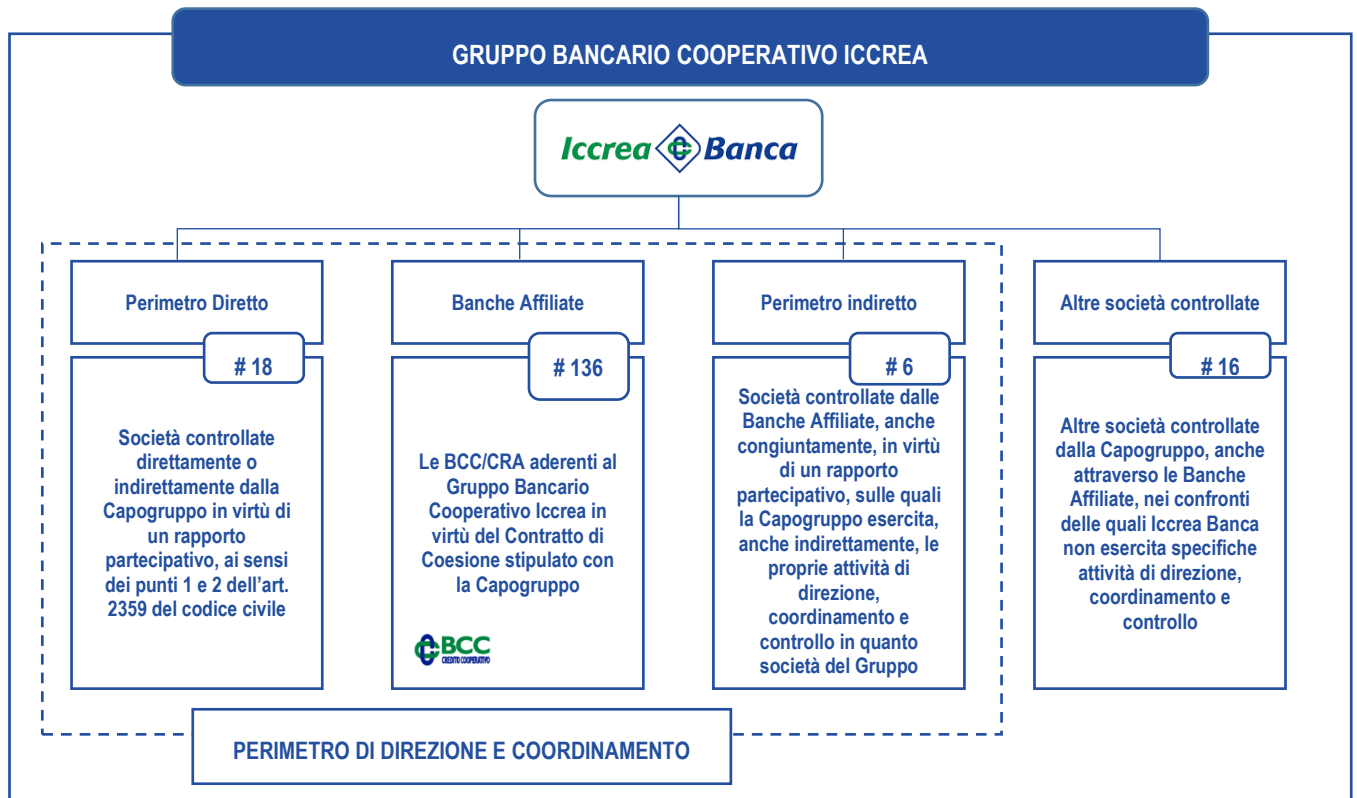 GRUPPO BANCARIO COOPERATIVO ICCREA
Iccrea Banca
Perimetro Diretto
# 18
Società controllate
direttamente o
indirettamente dalla
Capogruppo in virtù di
un rapporto
partecipativo, ai sensi
dei punti 1 e 2 dell’art.
2359 del codice civile
Banche Affiliate
# 136
Le BCC/CRA aderenti al
Gruppo Bancario
Cooperativo Iccrea in
virtù del Contratto di
Coesione stipulato con
la Capogruppo
BCC
CREDITO COOPERATIVO
Perimetro indiretto
# 6
Società controllate dalle
Banche Affiliate, anche
congiuntamente, in virtù
di un rapporto
partecipativo, sulle quali
la Capogruppo esercita,
anche indirettamente, le
proprie attività di
direzione,
coordinamento e
controllo in quanto
società del Gruppo
Altre società controllate
# 16
Altre società controllate
dalla Capogruppo, anche
attraverso le Banche
Affiliate, nei confronti
delle quali Iccrea Banca
non esercita specifiche
attività di direzione,
coordinamento e
controllo
PERIMETRO DI DIREZIONE E COORDINAMENTO